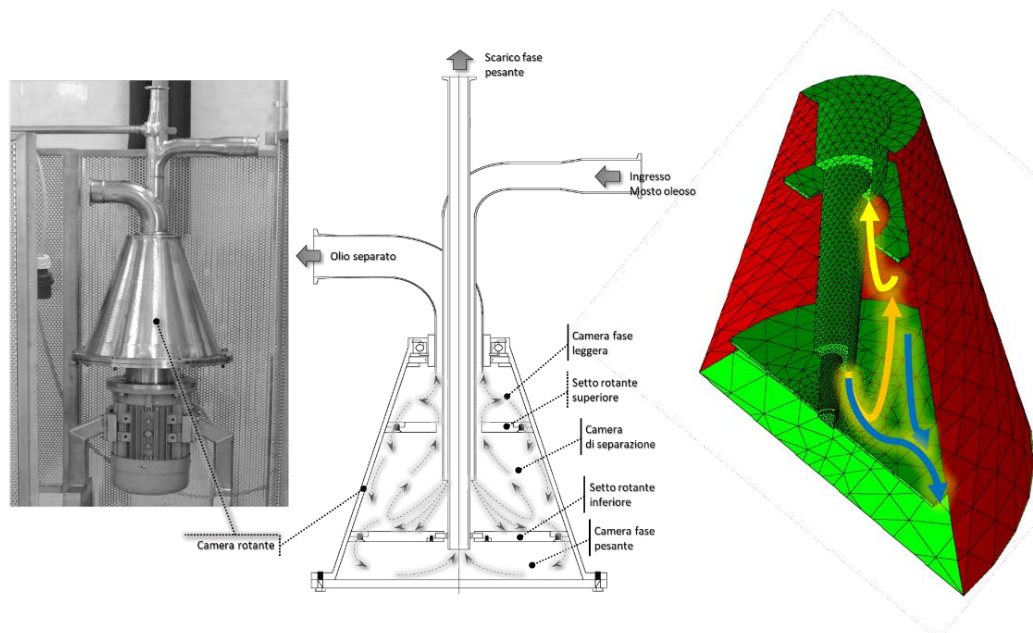 Scarico fase
pesante
Ingresso
Mosto oleoso
Olio separato
Camera fase
leggera
Setto rotante
superiore
Camera
di separazione
Setto rotante
inferiore
Camera fase
pesante
Camera rotante